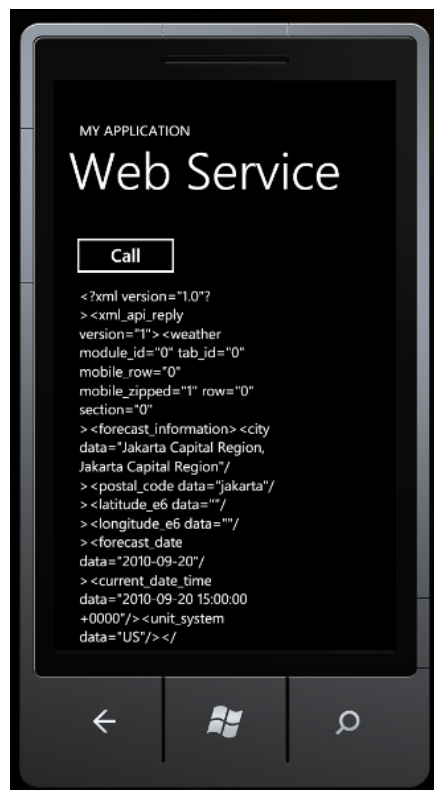 MY APPLICATION
Web Service
Call
<?xml version="1.0"?
><xml_api_reply
version="1"><weather
module_id="0" tab_id="0"
mobile_row="0"
mobile_zipped="1" row="0"
section="0"
><forecast_information><city
data="Jakarta Capital Region,
Jakarta Capital Region"/
><postal_code data="jakarta"/
><latitude_e6 data=""/
><longitude_e6 data=""/
><forecast_date
data="2010-09-20"/
><current_date_time
data="2010-09-20 15:00:00
+0000"/><unit_system
data="US"/></